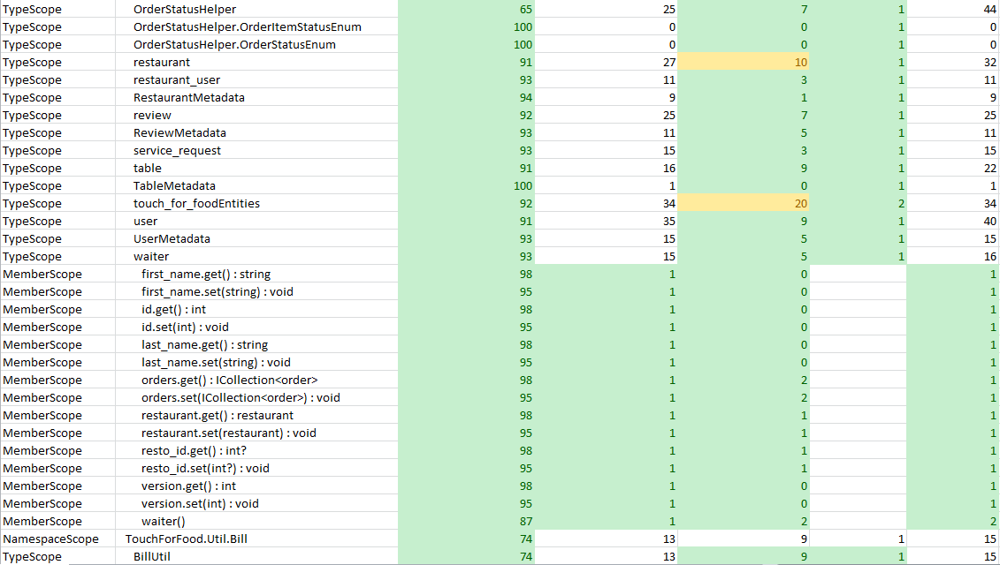 TypeScope OrderStatusHelper 65 25 7 1 44
TypeScope OrderStatusHelper.OrderItemStatusEnum 100 0 0 1 0
TypeScope OrderStatusHelper.OrderStatusEnum 100 0 0 1 0
TypeScope restaurant 91 27 10 1 32
TypeScope restaurant_user 93 11 3 1 11
TypeScope RestaurantMetadata 94 9 1 1 9
TypeScope review 92 25 7 1 25
TypeScope ReviewMetadata 93 11 5 1 11
TypeScope service_request 93 15 3 1 15
TypeScope table 91 16 9 1 22
TypeScope TableMetadata 100 1 0 1 1
TypeScope touch_for_foodEntities 92 34 20 2 34
TypeScope user 91 35 9 1 40
TypeScope UserMetadata 93 15 5 1 15
TypeScope waiter 93 15 5 1 16
MemberScope first_name.get() : string 98 1 0 1
MemberScope first_name.set(string) : void 95 1 0 1
MemberScope id.get() : int 98 1 0 1
MemberScope id.set(int) : void 95 1 0 1
MemberScope last_name.get() : string 98 1 0 1
MemberScope last_name.set(string) : void 95 1 0 1
MemberScope orders.get() : ICollection<order> 98 1 2 1
MemberScope orders.set(ICollection<order>) : void 95 1 2 1
MemberScope restaurant.get() : restaurant 98 1 1 1
MemberScope restaurant.set(restaurant) : void 95 1 1 1
MemberScope resto_id.get() : int? 98 1 1 1
MemberScope resto_id.set(int?) : void 95 1 1 1
MemberScope version.get() : int 98 1 0 1
MemberScope version.set(int) : void 95 1 0 1
MemberScope waiter() 87 1 2 2
NamespaceScope TouchForFood.Util.Bill 74 13 9 1 15
TypeScope BillUtil 74 13 9 1 15